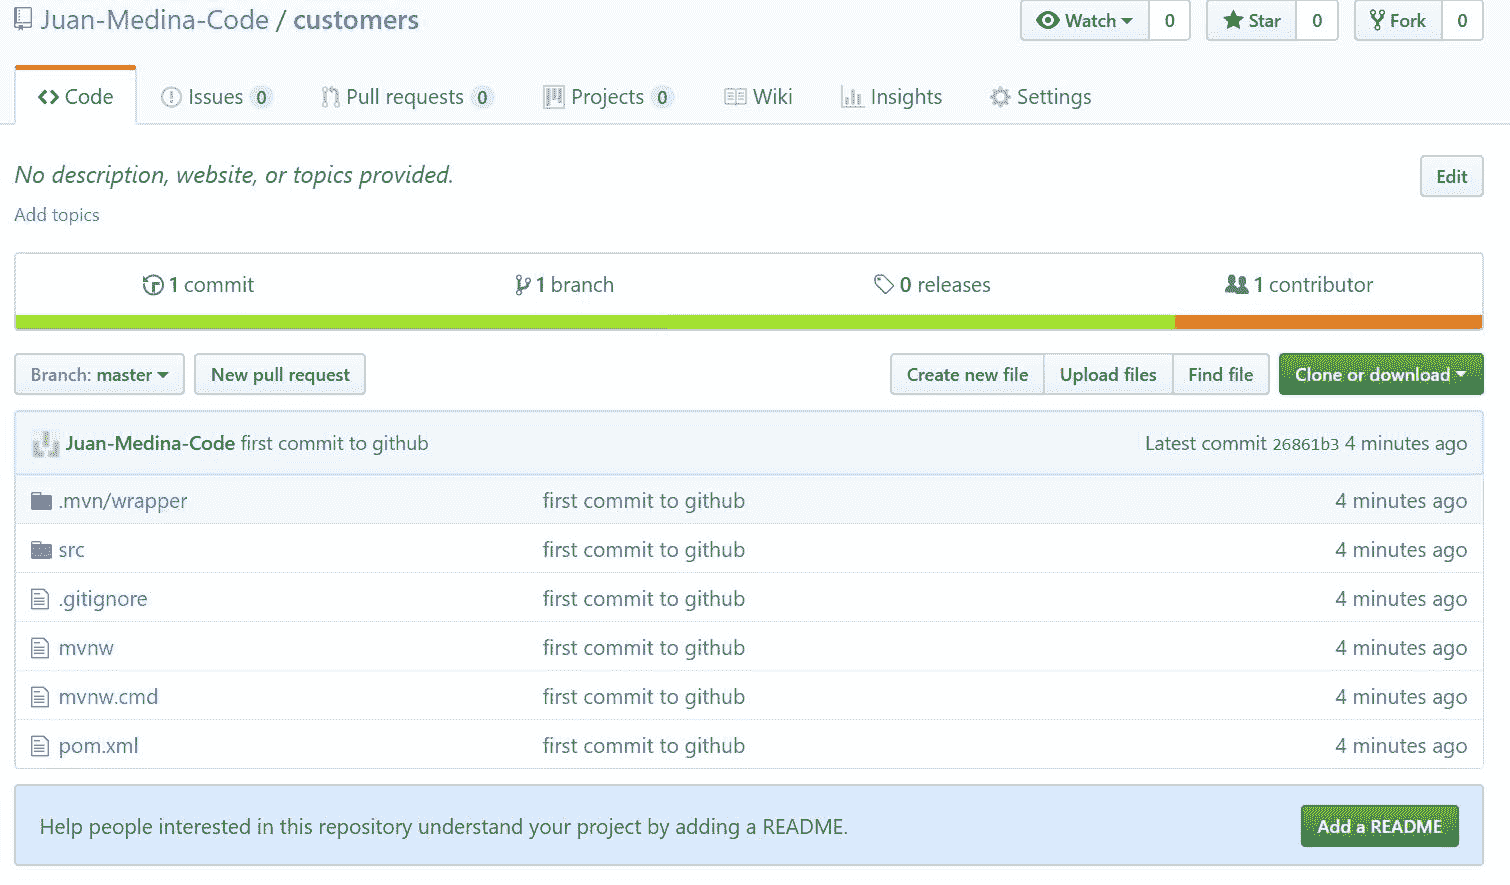 Juan-Medina-Code / customers
Watch 0 Star 0 Fork 0
Code Issues 0 Pull requests 0 Projects 0 Wiki Insights Settings
No description, website, or topics provided.
Edit
Add topics
1 commit 1 branch 0 releases 1 contributor
Branch: master New pull request Create new file Upload files Find file Clone or download
Juan-Medina-Code first commit to github Latest commit 26861b3 4 minutes ago
.mvn/wrapper first commit to github 4 minutes ago
src first commit to github 4 minutes ago
.gitignore first commit to github 4 minutes ago
mvnw first commit to github 4 minutes ago
mvnw.cmd first commit to github 4 minutes ago
pom.xml first commit to github 4 minutes ago
Help people interested in this repository understand your project by adding a README. Add a README